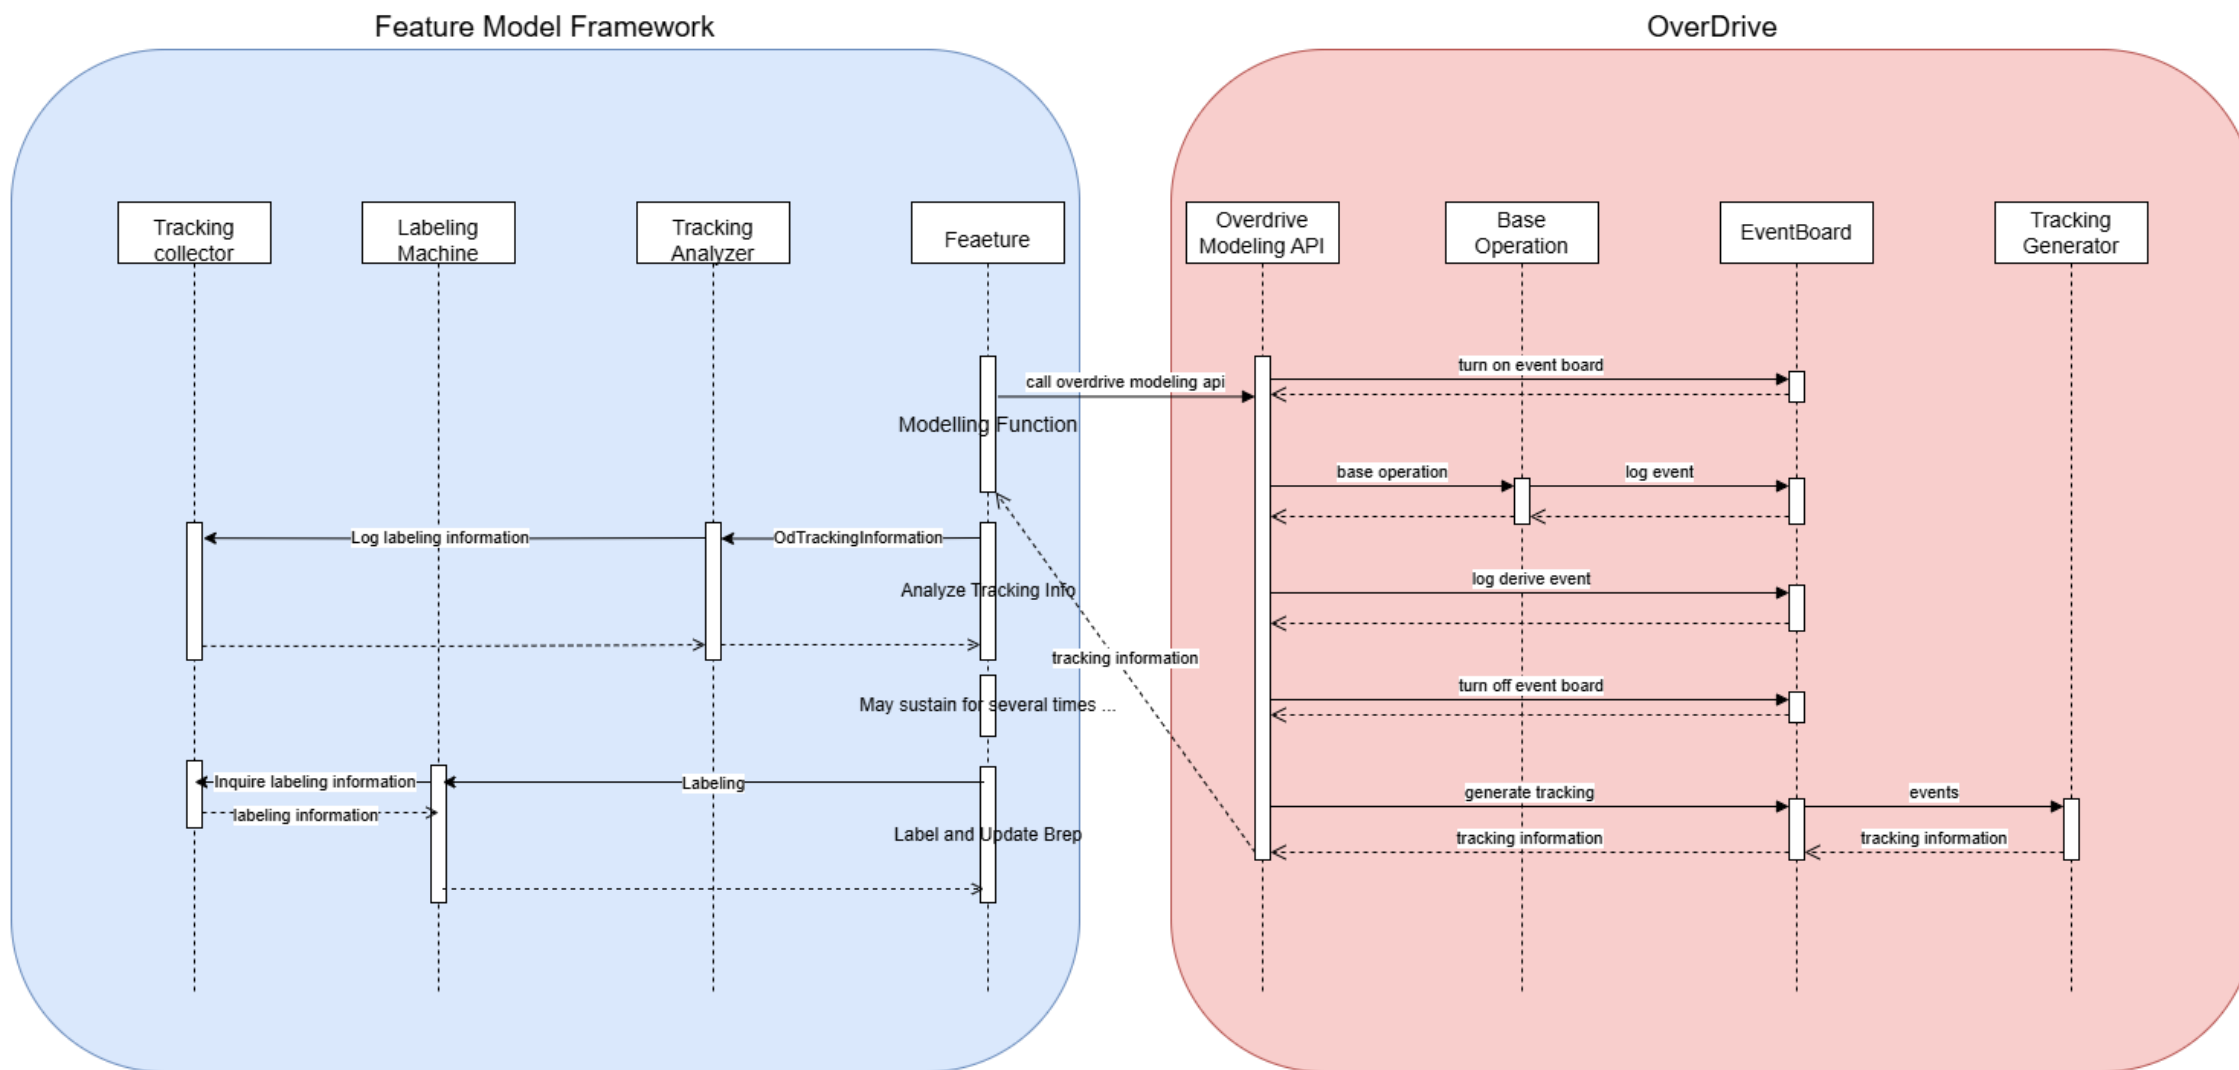 Feature Model Framework
OverDrive
Tracking
collector
Labeling
Machine
Tracking
Analyzer
Feaeture
Overdrive
Modeling API
Base
Operation
EventBoard
Tracking
Generator
turn on event board
call overdrive modeling api
Modelling Function
base operation
log event
Log labeling information
OdTrackingInformation
log derive event
Analyze Tracking Info
tracking information
turn off event board
May sustain for several times ...
Inquire labeling information
Labeling
generate tracking
events
labeling information
Label and Update Brep
tracking information
tracking information